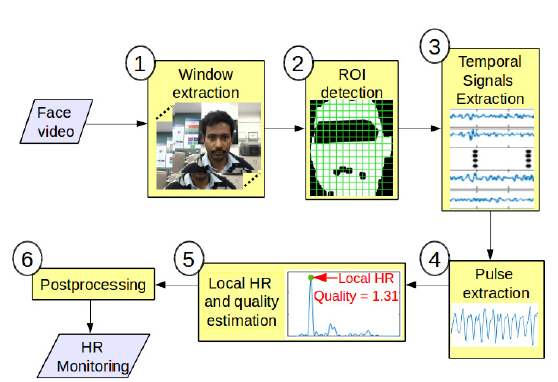 Face
video
1
Window
extraction
2
ROI
detection
3
Temporal
Signals
Extraction
4
Pulse
extraction
5
Local HR
and quality
estimation
Local HR
Quality = 1.31
6
Postprocessing
HR
Monitoring